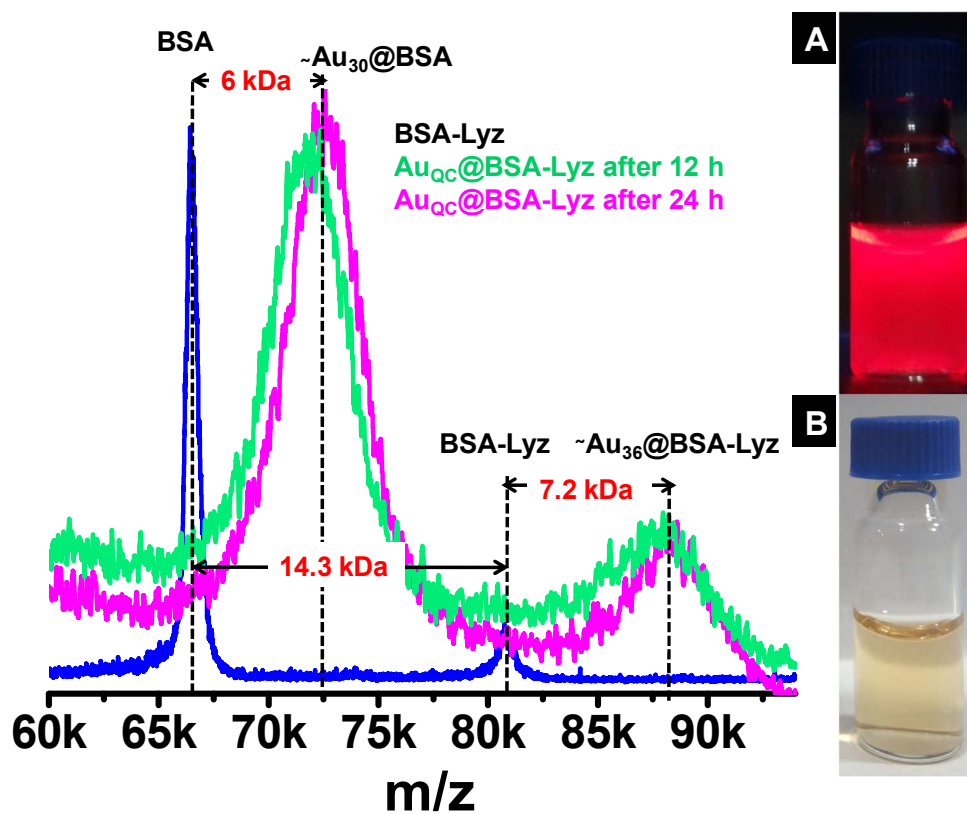 BSA
~Au30@BSA
6 kDa
BSA-Lyz
AuQC@BSA-Lyz after 12 h
AuQC@BSA-Lyz after 24 h
BSA-Lyz
~Au36@BSA-Lyz
7.2 kDa
14.3 kDa
60k 65k 70k 75k 80k 85k 90k
m/z
A
B